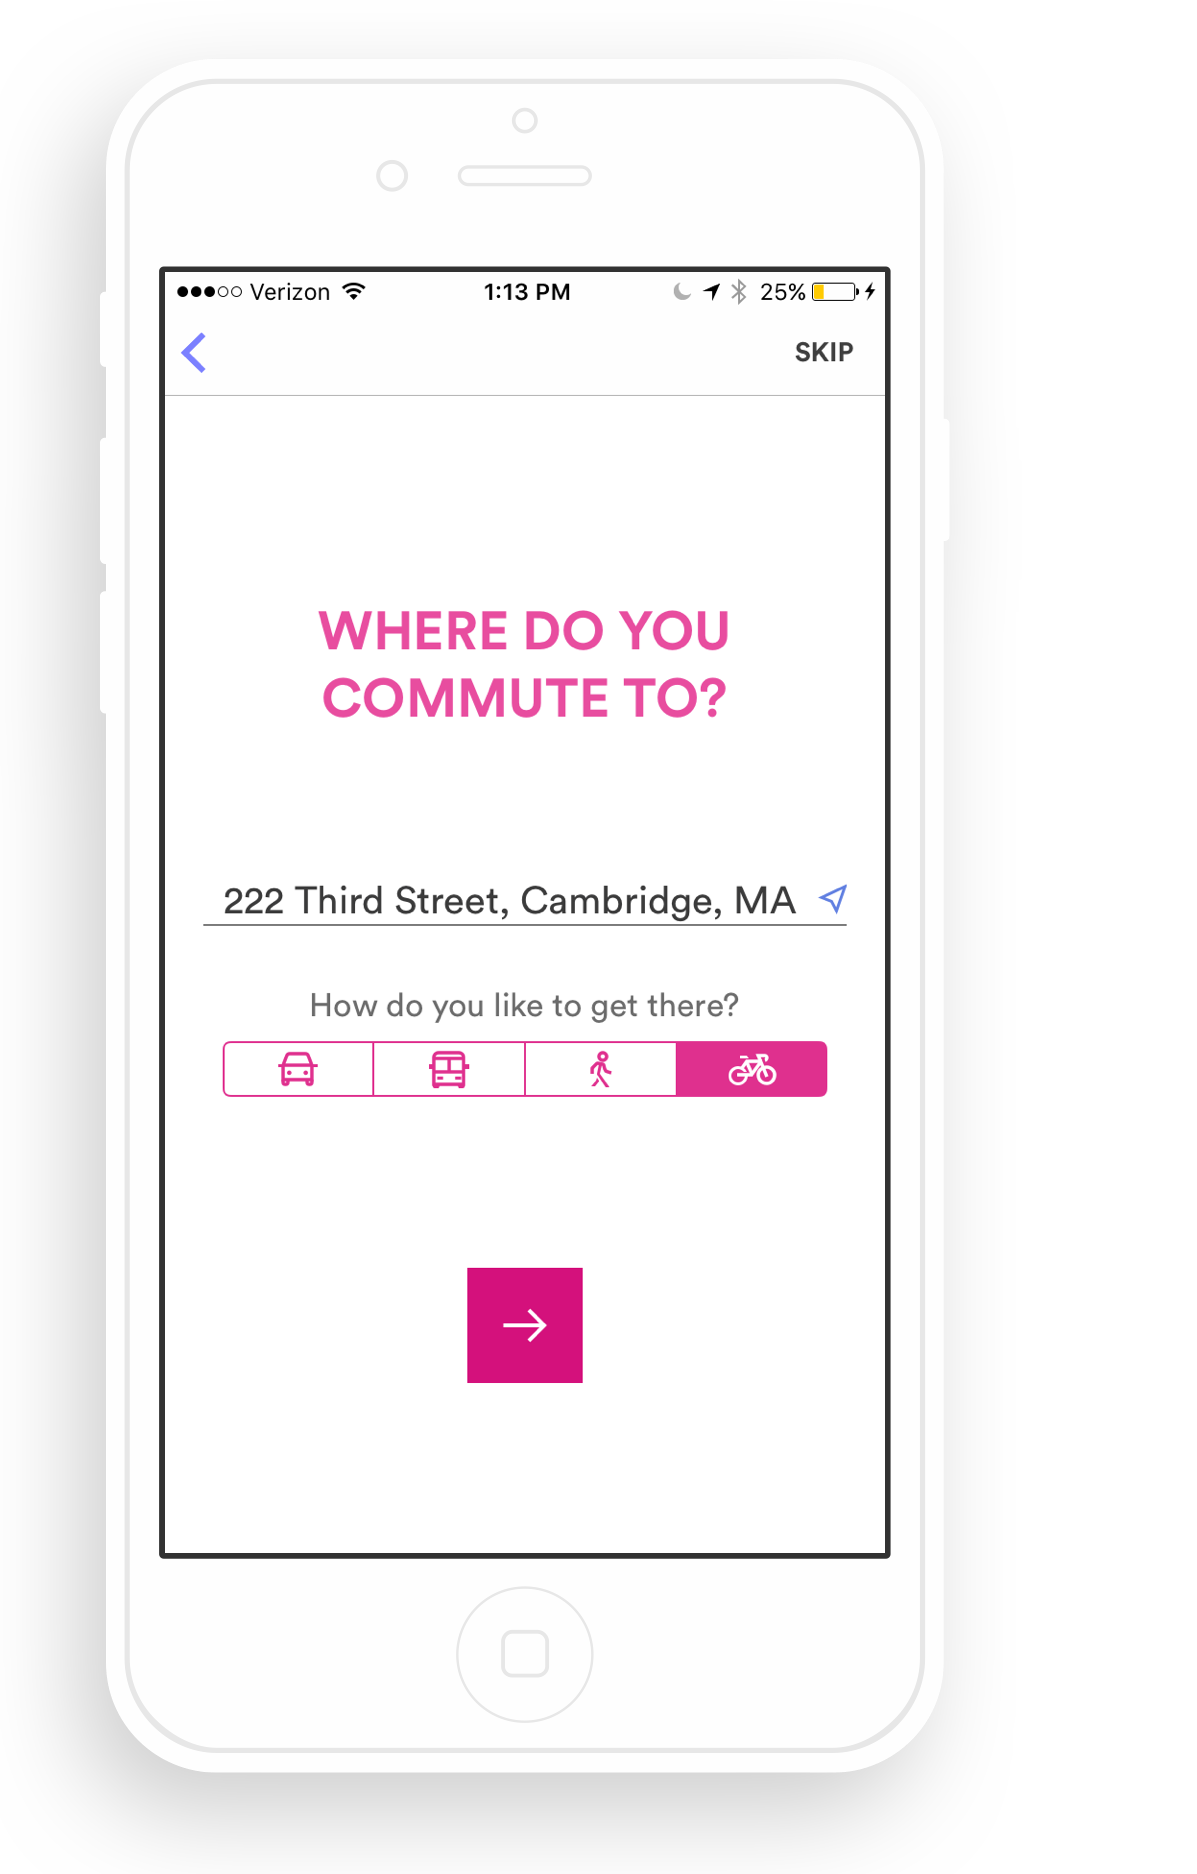 Verizon 1:13 PM 25%
SKIP
WHERE DO YOU
COMMUTE TO?
222 Third Street, Cambridge, MA
How do you like to get there?